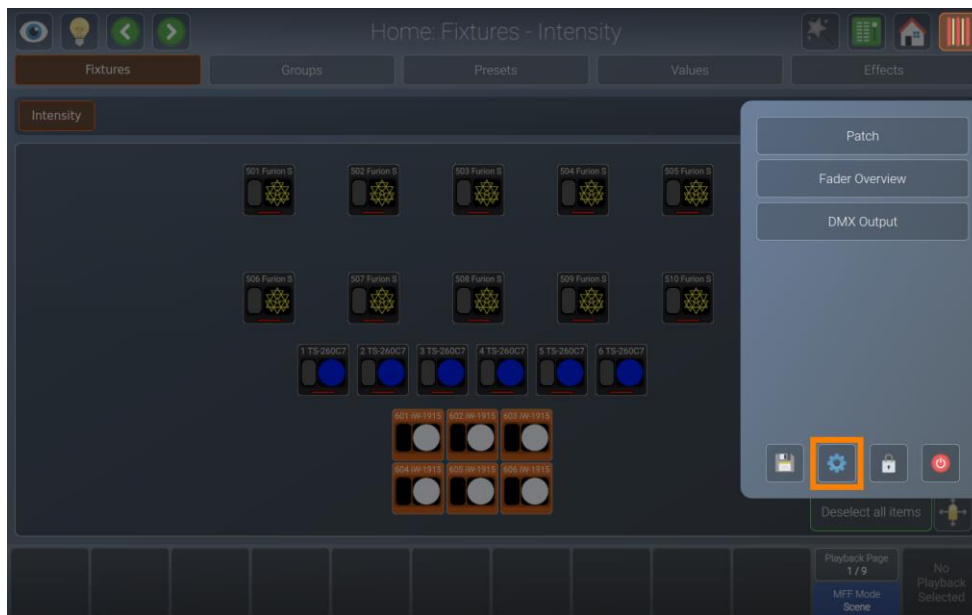 Home: Fixtures - Intensity
Fixtures
Groups
Presets
Values
Effects
Intensity
Patch
Fader Overview
DMX Output
501 Furion S
502 Furion S
503 Furion S
504 Furion S
505 Furion S
506 Furion S
507 Furion S
508 Furion S
509 Furion S
510 Furion S
1 TS-260C7
2 TS-260C7
3 TS-260C7
4 TS-260C7
5 TS-260C7
6 TS-260C7
601 iW-1915
602 iW-1915
603 iW-1915
604 iW-1915
605 iW-1915
606 iW-1915
Deselect all items
Playback Page
1 / 9
MFF Mode
Scene
No
Playback
Selected